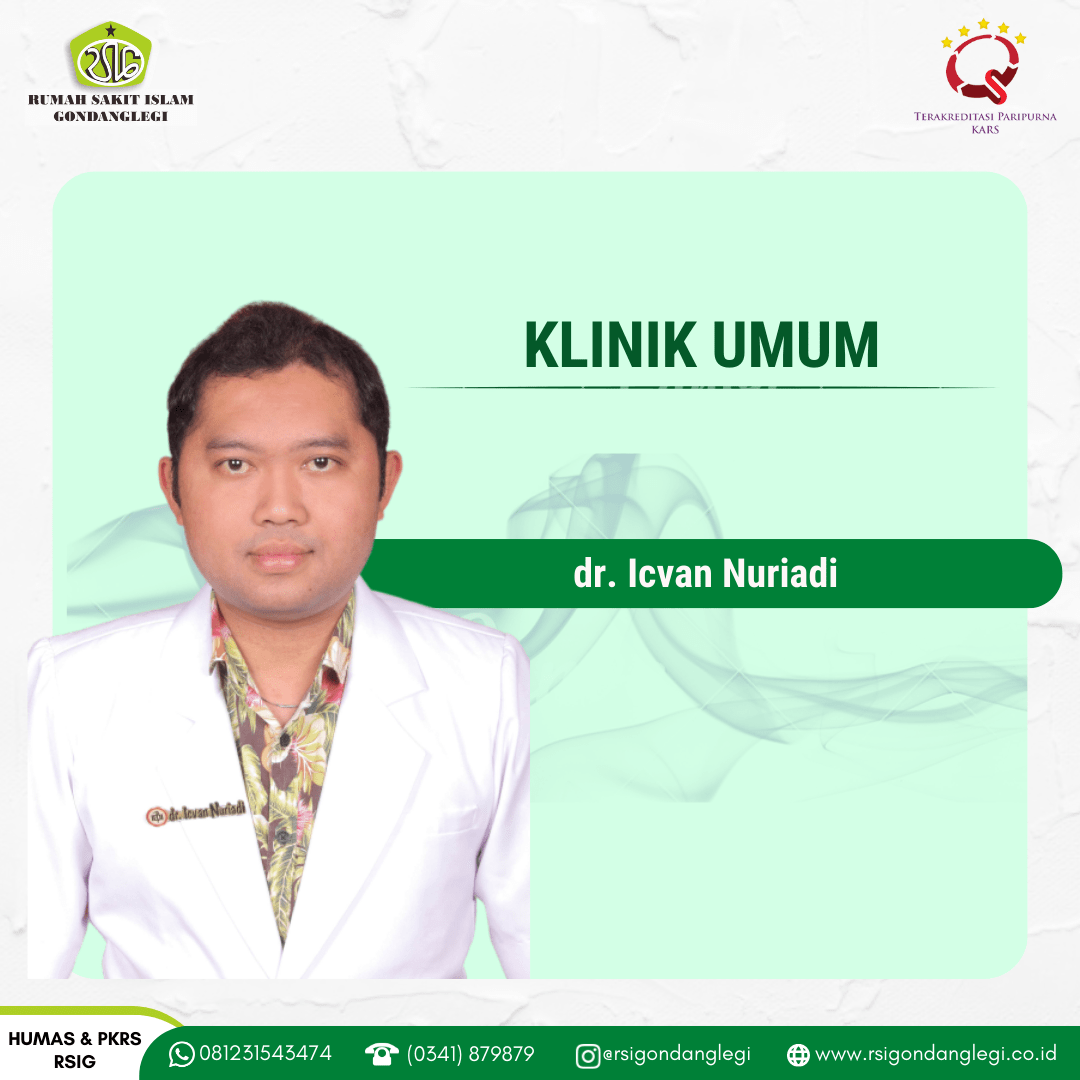 RSIG
RUMAH SAKIT ISLAM
GONDANGLEGI
TERAKREDITASI PARIPURNA
KARS
KLINIK UMUM
dr. Icvan Nuriadi
dr. Icvan Nuriadi
HUMAS & PKRS
RSIG
081231543474
(0341) 879879
@rsigondanglegi
www.rsigondanglegi.co.id